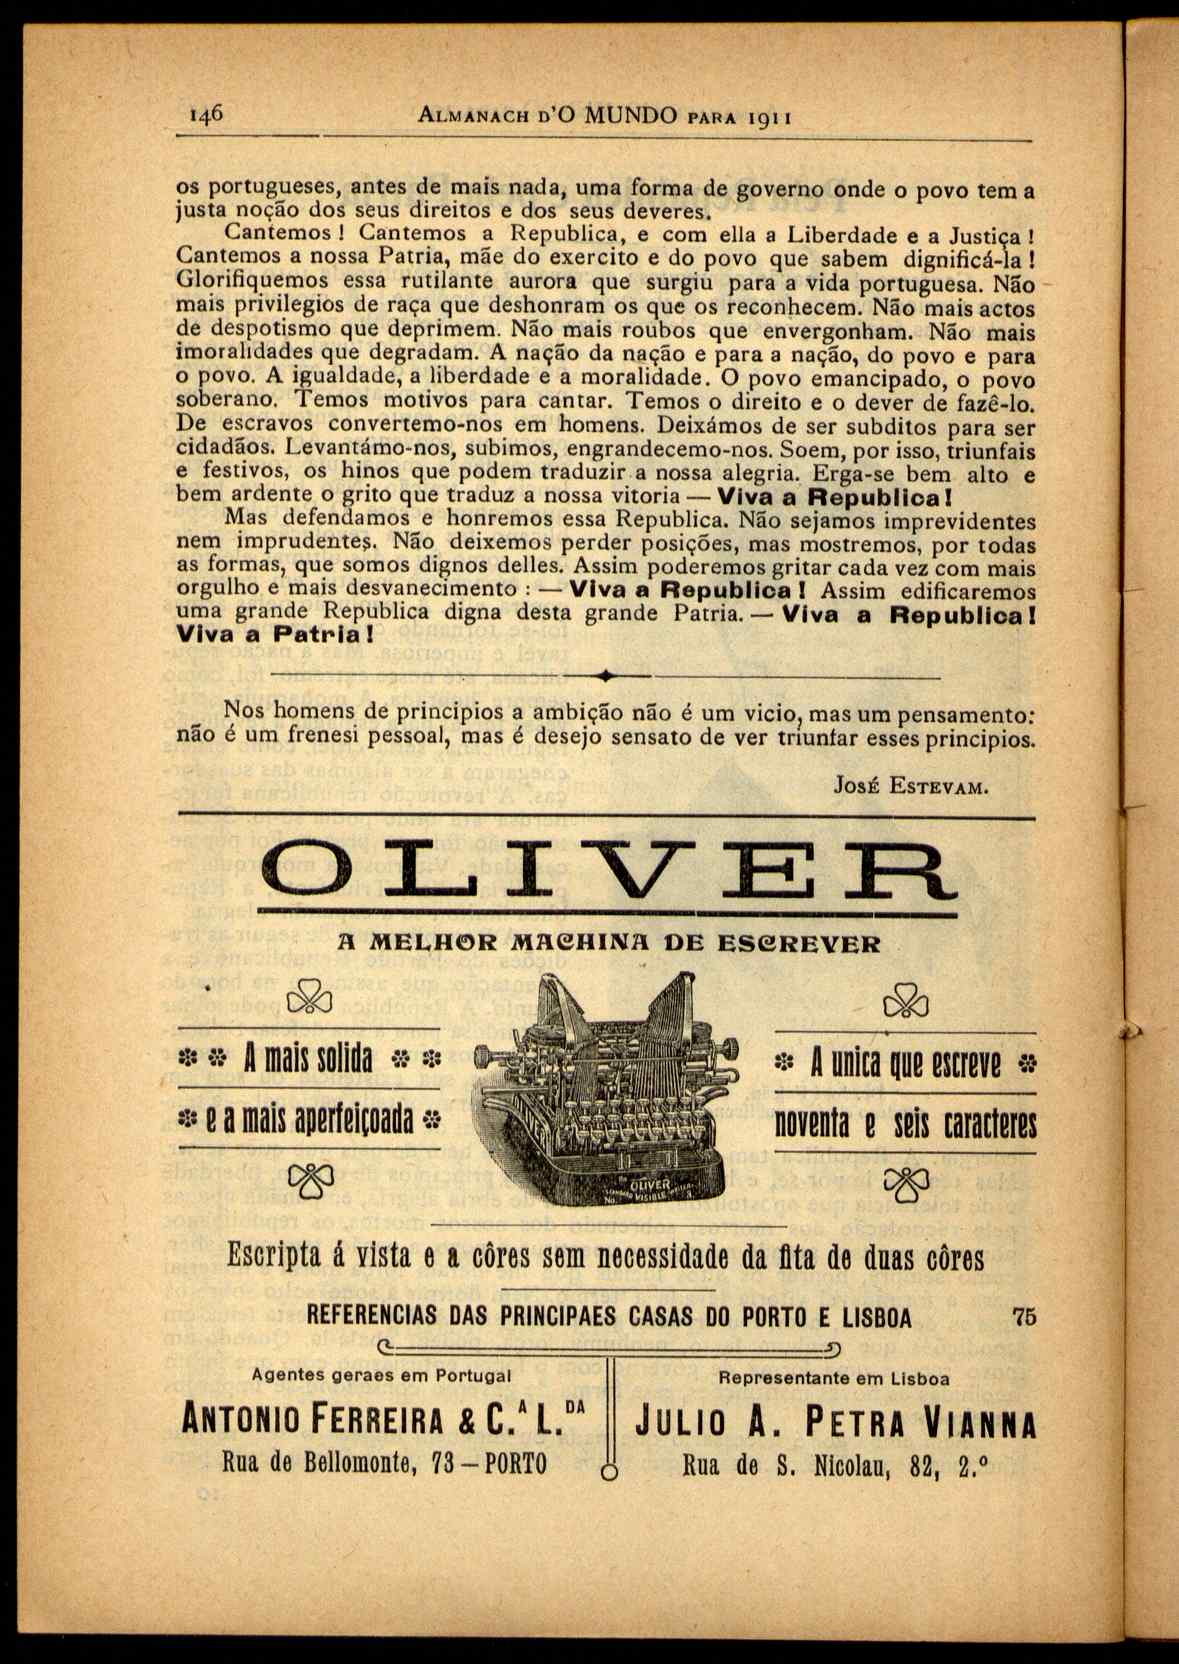 146
ALMANACH D'O MUNDO PARA 1911
os portugueses, antes de mais nada, uma forma de governo onde o povo tem a
justa noção dos seus direitos e dos seus deveres.
Cantemos ! Cantemos a Republica, e com ella a Liberdade e a Justiça !
Cantemos a nossa Patria, mãe do exercito e do povo que sabem dignificá-la !
Glorifiquemos essa rutilante aurora que surgiu para a vida portuguesa. Não
mais privilegios de raça que deshonram os que os reconhecem. Não mais actos
de despotismo que deprimem. Não mais roubos que envergonham. Não mais
imoralidades que degradam. A nação da nação e para a nação, do povo e para
o povo. A igualdade, a liberdade e a moralidade. O povo emancipado, o povo
soberano. Temos motivos para cantar. Temos o direito e o dever de fazê-lo.
De escravos convertemo-nos em homens. Deixámos de ser subditos para ser
cidadãos. Levantámo-nos, subimos, engrandecemo-nos. Soem, por isso, triunfais
e festivos, os hinos que podem traduzir a nossa alegria. Erga-se bem alto e
bem ardente o grito que traduz a nossa vitoria — Viva a Republica!
Mas defendamos e honremos essa Republica. Não sejamos imprevidentes
nem imprudentes. Não deixemos perder posições, mas mostremos, por todas
as formas, que somos dignos delles. Assim poderemos gritar cada vez com mais
orgulho e mais desvanecimento : — Viva a Republica! Assim edificaremos
uma grande Republica digna desta grande Patria. — Viva a Republica!
Viva a Patria!
Nos homens de principios a ambição não é um vicio, mas um pensamento:
não é um frenesi pessoal, mas é desejo sensato de ver triunfar esses principios.
JOSÉ ESTEVAM.
OLIVER
A MELHOR MACHINA DE ESCREVER
A mais solida
e a mais aperfeiçoada
A unica que escreve
noventa e seis caracteres
OLIVER
THE
OLIVER
STANDARD VISIBLE WRITER
No. 3
Escripta á vista e a côres sem necessidade da fita de duas côres
REFERENCIAS DAS PRINCIPAES CASAS DO PORTO E LISBOA 75
Agentes geraes em Portugal
ANTONIO FERREIRA & C.A L.DA
Rua de Bellomonte, 73 — PORTO
Representante em Lisboa
JULIO A. PETRA VIANNA
Rua de S. Nicolau, 82, 2.º